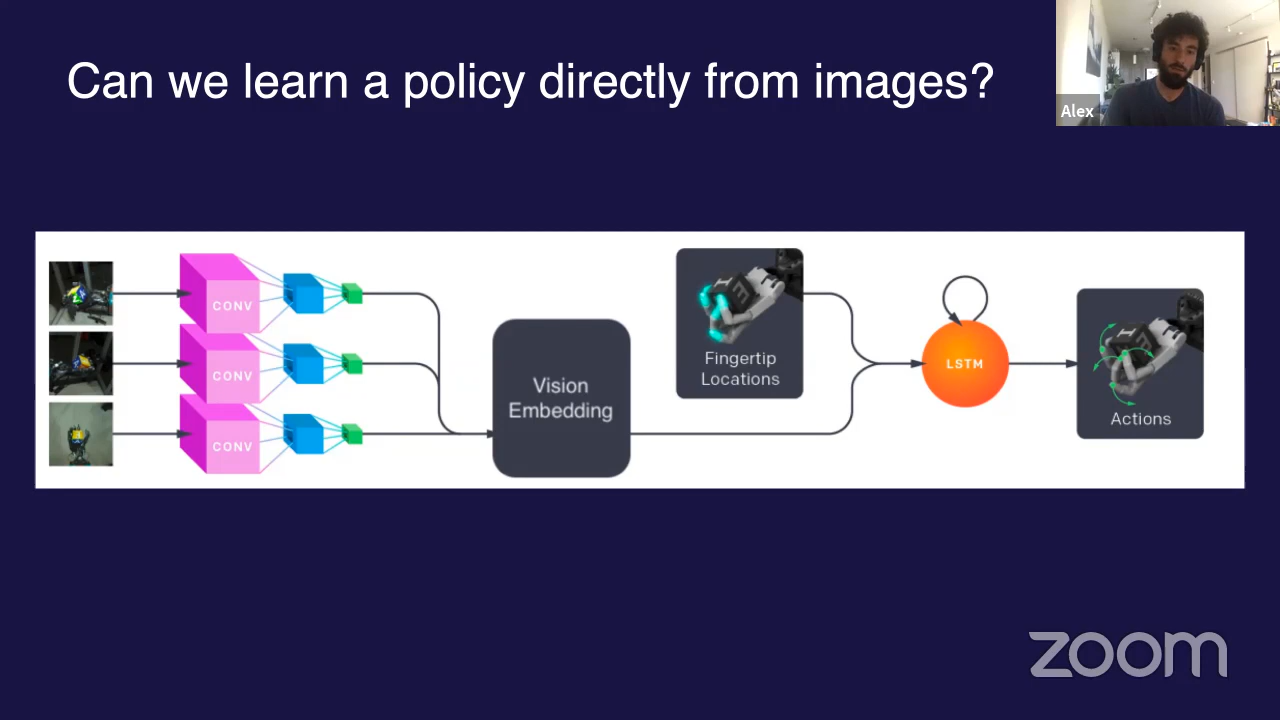 Can we learn a policy directly from images?
Alex
CONV
CONV
CONV
Vision
Embedding
Fingertip
Locations
LSTM
Actions
zoom